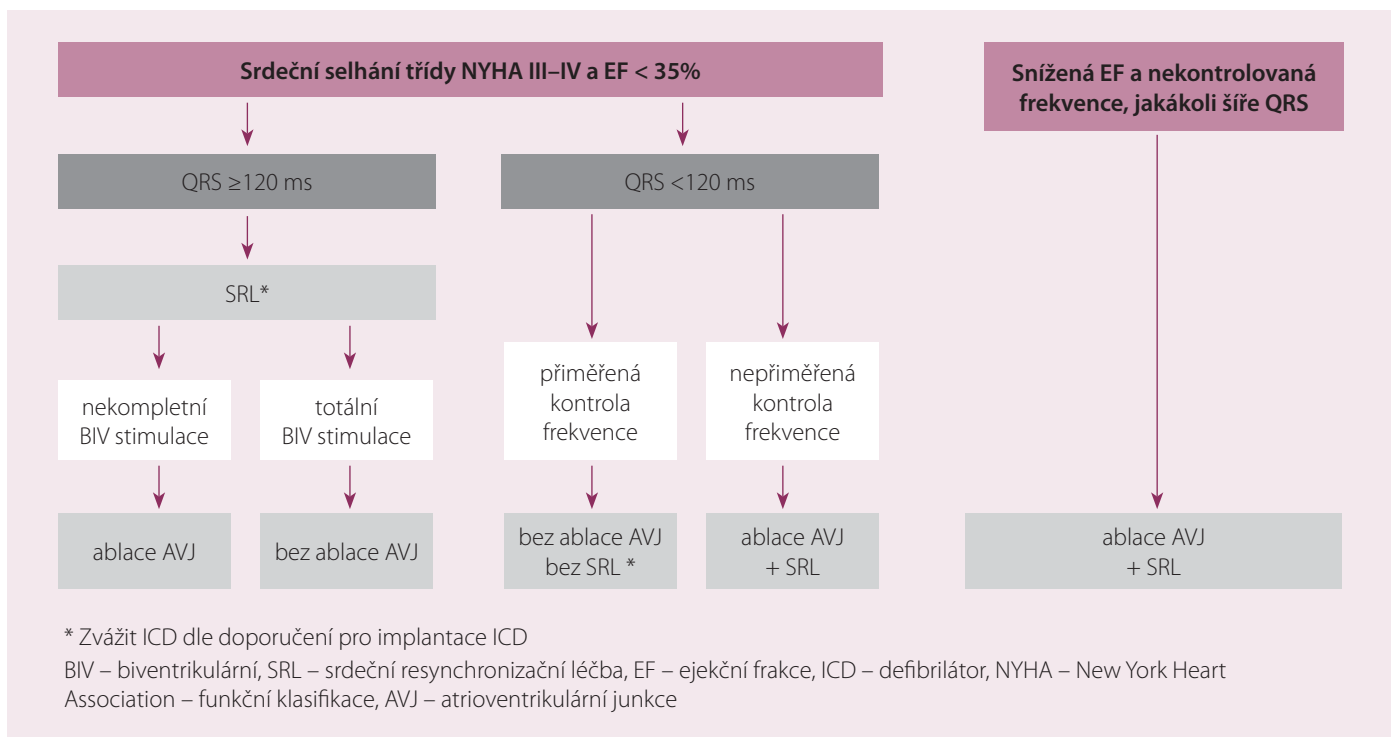 Srdeční selhání třídy NYHA III–IV a EF < 35%
Snížená EF a nekontrolovaná
frekvence, jakákoli šíře QRS
QRS ≥120 ms
QRS <120 ms
SRL*
nekompletní
BIV stimulace
totální
BIV stimulace
přiměřená
kontrola
frekvence
nepřiměřená
kontrola
frekvence
ablace AVJ
bez ablace AVJ
bez ablace AVJ
bez SRL *
ablace AVJ
+ SRL
ablace AVJ
+ SRL
* Zvážit ICD dle doporučení pro implantace ICD
BIV – biventrikulární, SRL – srdeční resynchronizační léčba, EF – ejekční frakce, ICD – defibrilátor, NYHA – New York Heart
Association – funkční klasifikace, AVJ – atrioventrikulární junkce